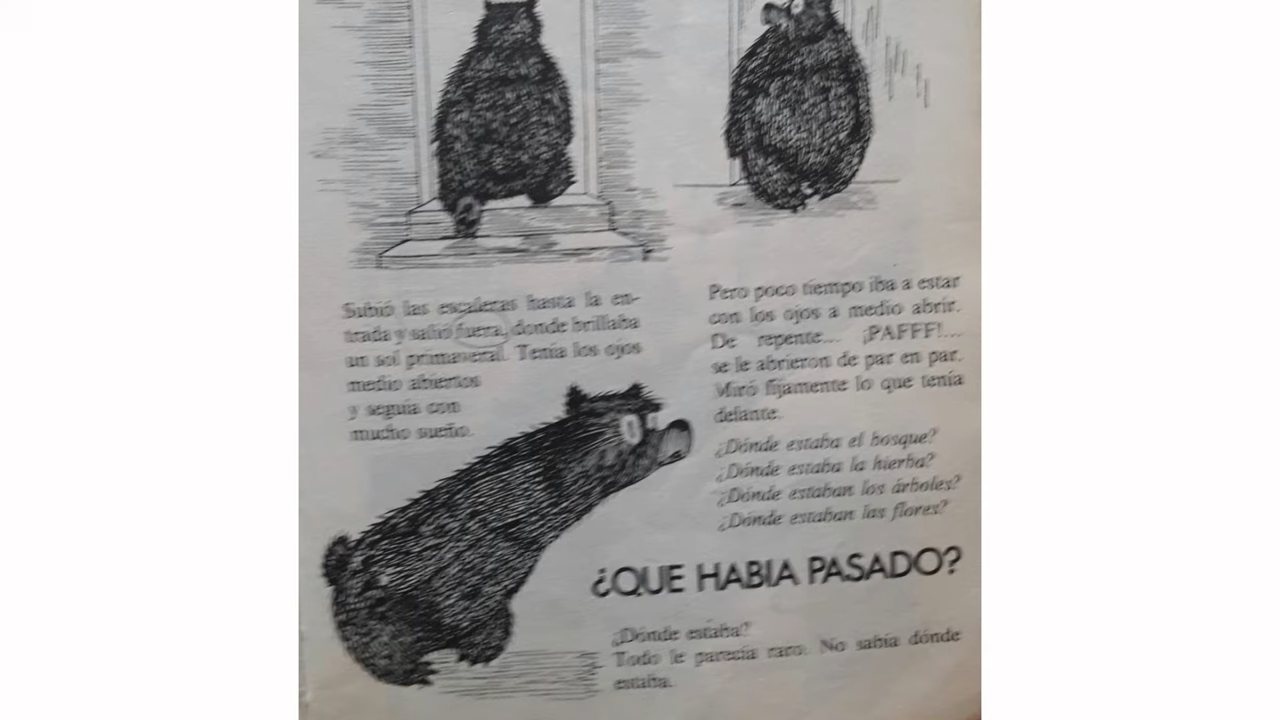 Subió las escaleras hasta la en-
trada y salió fuera, donde brillaba
un sol primaveral. Tenía los ojos
medio abiertos
y seguía con
mucho sueño.
Pero poco tiempo iba a estar
con los ojos a medio abrir.
De repente... ¡PAFFF!...
se le abrieron de par en par.
Miró fijamente lo que tenía
delante.
¿Dónde estaba el bosque?
¿Dónde estaba la hierba?
¿Dónde estaban los árboles?
¿Dónde estaban las flores?
¿QUE HABIA PASADO?
¿Dónde estaba?
Todo le parecía raro. No sabía dónde
estaba.